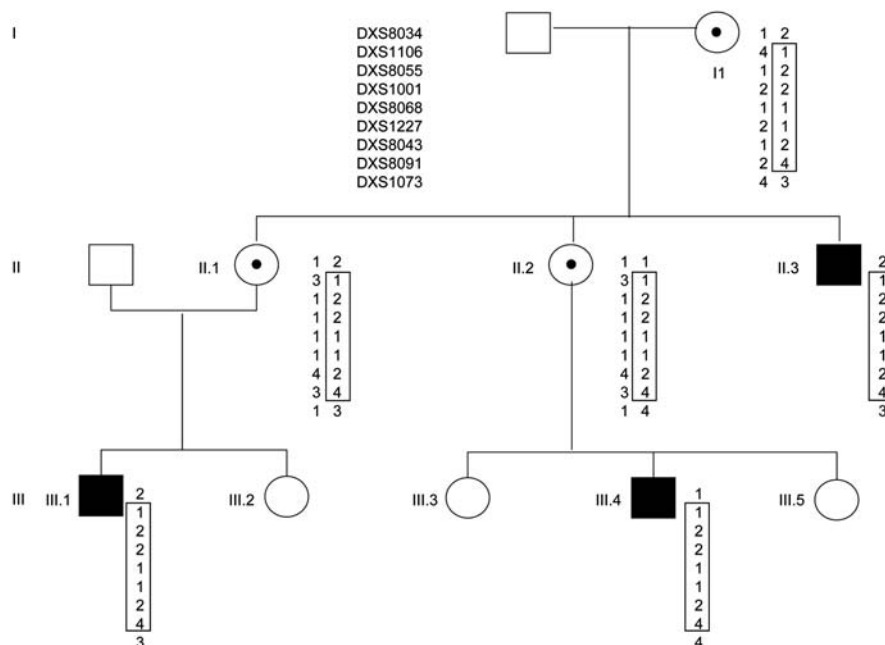 I
DXS8034
DXS1106
DXS8055
DXS1001
DXS8068
DXS1227
DXS8043
DXS8091
DXS1073
I1
1 2
4 1
1 2
2 2
1 1
2 1
1 2
2 4
4 3
II
II.1
1 2
3 1
1 2
1 2
1 1
1 1
4 2
3 4
1 3
II.2
1 1
3 1
1 2
1 2
1 1
1 1
4 2
3 4
1 4
II.3
2
1
2
2
1
1
2
4
3
III
III.1
2
1
2
2
1
1
2
4
3
III.2
III.3
III.4
1
1
2
2
1
1
2
4
4
III.5